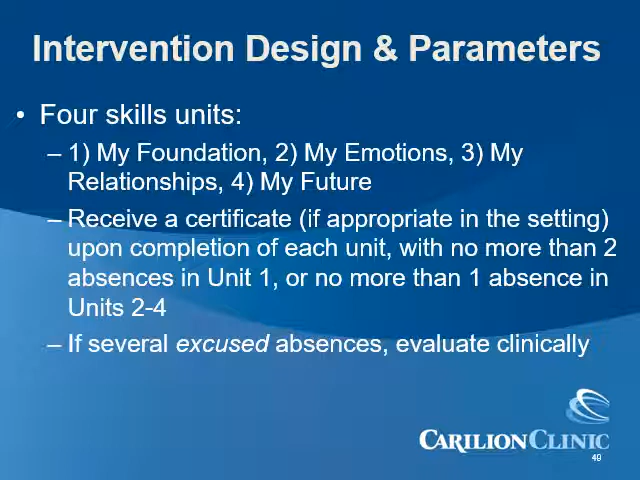 Intervention Design & Parameters
• Four skills units:
– 1) My Foundation, 2) My Emotions, 3) My
Relationships, 4) My Future
– Receive a certificate (if appropriate in the setting)
upon completion of each unit, with no more than 2
absences in Unit 1, or no more than 1 absence in
Units 2-4
– If several excused absences, evaluate clinically
CARILION CLINIC
49